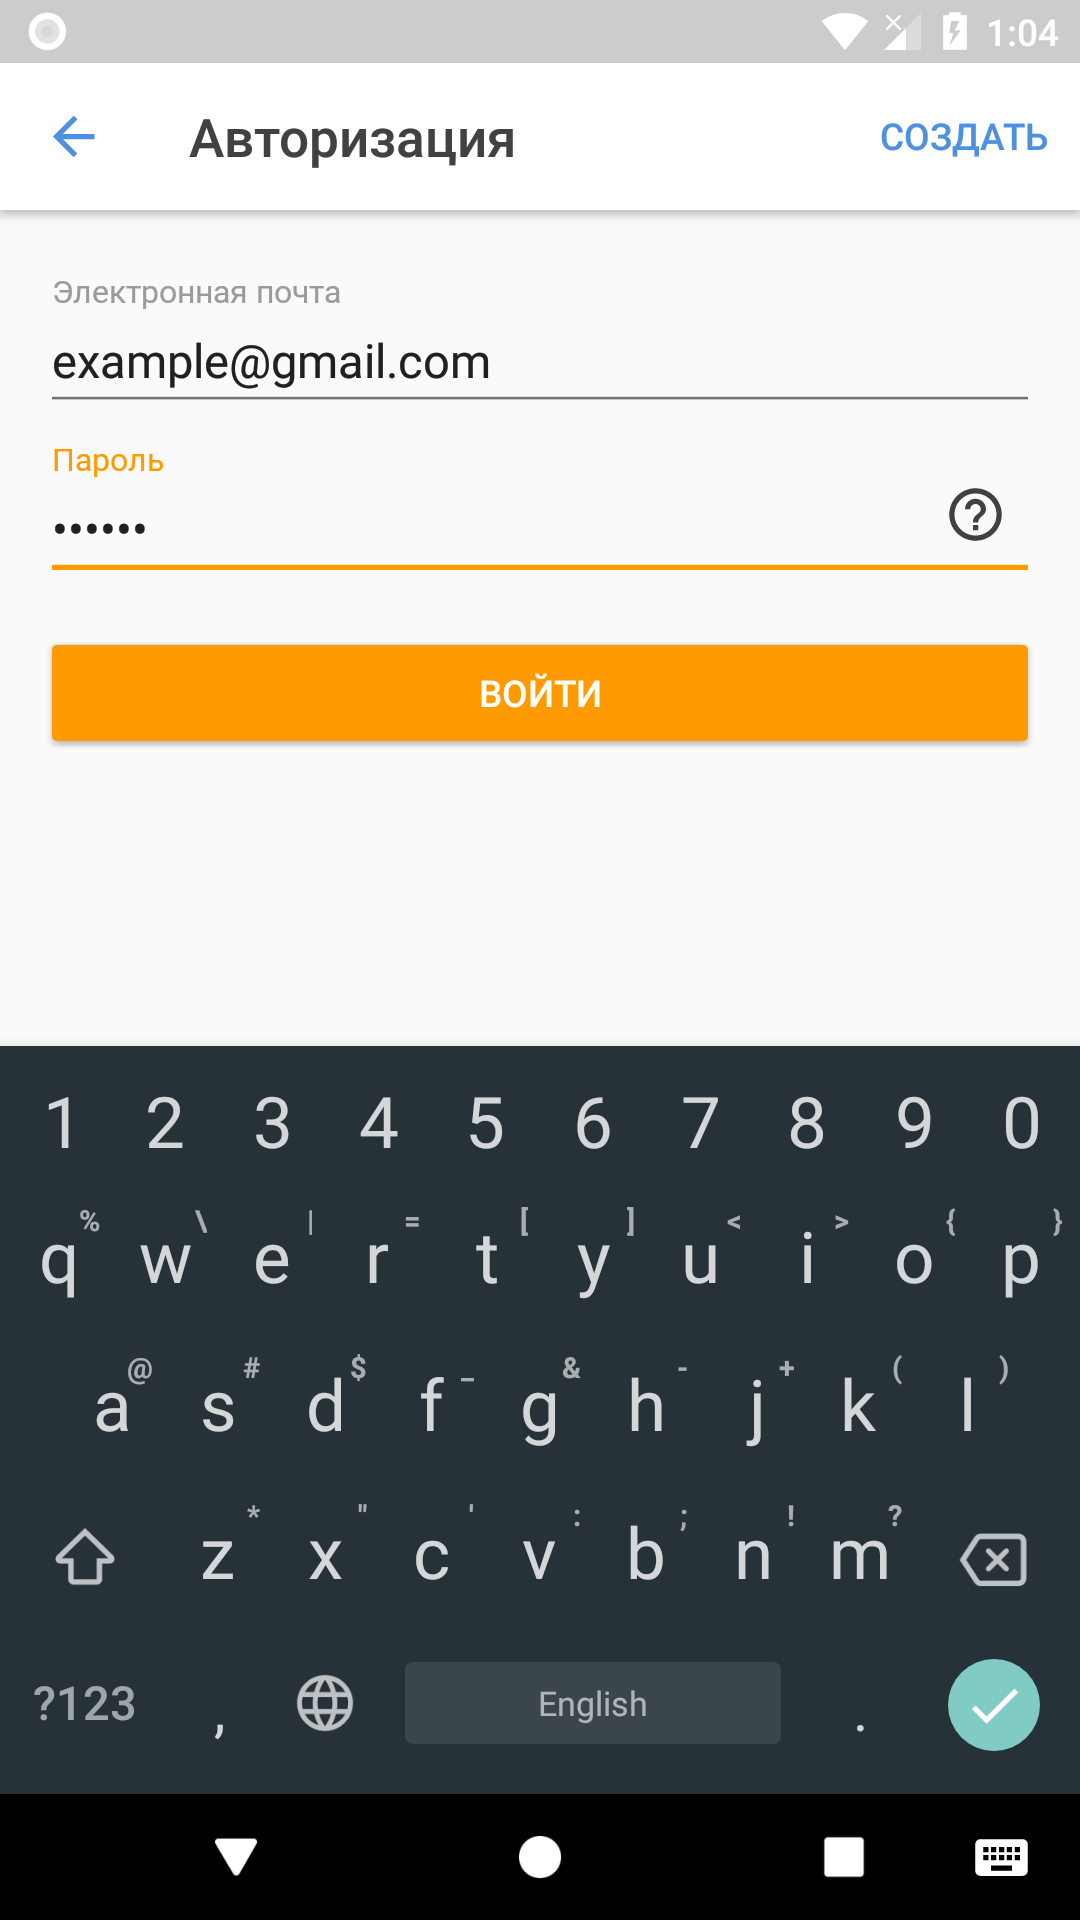 1:04
Авторизация СОЗДАТЬ
Электронная почта
example@gmail.com
Пароль
••••••
ВОЙТИ
1 2 3 4 5 6 7 8 9 0
% \ | = [ ] < > { }
q w e r t y u i o p
@ # $ _ & - + ( )
a s d f g h j k l
* " ' : ; ! ?
z x c v b n m
?123 , English .